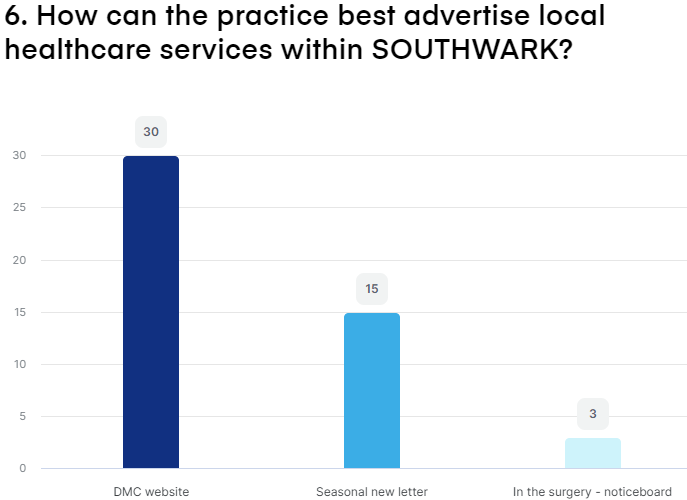 6. How can the practice best advertise local
healthcare services within SOUTHWARK?
30
30
25
20
15
15
10
5
3
0
DMC website
Seasonal new letter
In the surgery - noticeboard